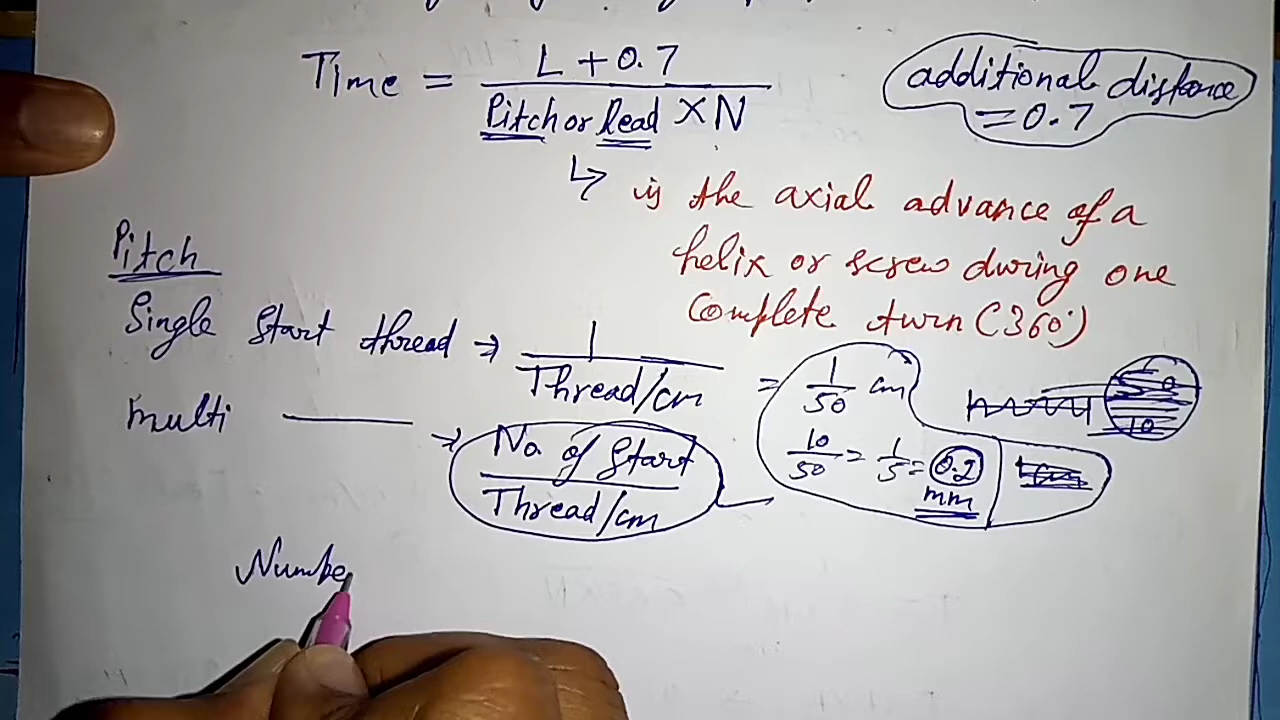 Time = L + 0.7 / Pitch or Lead × N
additional distance
= 0.7
↳ is the axial advance of a
helix or screw during one
Complete turn (360°)
Pitch
Single start thread → 1 / Thread/cm = 1/50 cm
multi —— → No. of start / Thread/cm
10/50 = 1/5 = 0.2
mm
10
Numbe